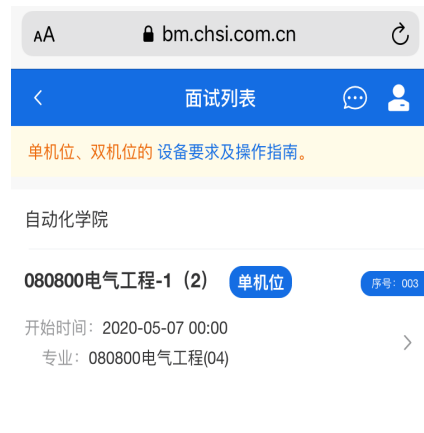 AA bm.chsi.com.cn
面试列表
单机位、双机位的 设备要求及操作指南。
自动化学院
080800电气工程-1（2） 单机位 序号：003
开始时间：2020-05-07 00:00
专业：080800电气工程(04)